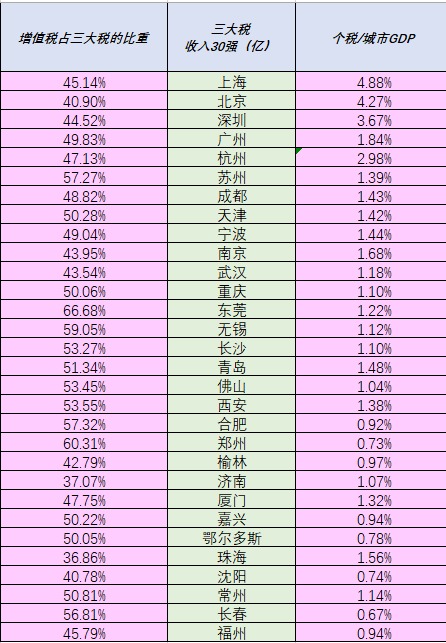 增值税占三大税的比重 三大税 收入30强（亿） 个税/城市GDP
45.14% 上海 4.88%
40.90% 北京 4.27%
44.52% 深圳 3.67%
49.83% 广州 1.84%
47.13% 杭州 2.98%
57.27% 苏州 1.39%
48.82% 成都 1.43%
50.28% 天津 1.42%
49.04% 宁波 1.44%
43.95% 南京 1.68%
43.54% 武汉 1.18%
50.06% 重庆 1.10%
66.68% 东莞 1.22%
59.05% 无锡 1.12%
53.27% 长沙 1.10%
51.34% 青岛 1.48%
53.45% 佛山 1.04%
53.55% 西安 1.38%
57.32% 合肥 0.92%
60.31% 郑州 0.73%
42.79% 榆林 0.97%
37.07% 济南 1.07%
47.75% 厦门 1.32%
50.22% 嘉兴 0.94%
50.05% 鄂尔多斯 0.78%
36.86% 珠海 1.56%
40.78% 沈阳 0.74%
50.81% 常州 1.14%
56.81% 长春 0.67%
45.79% 福州 0.94%